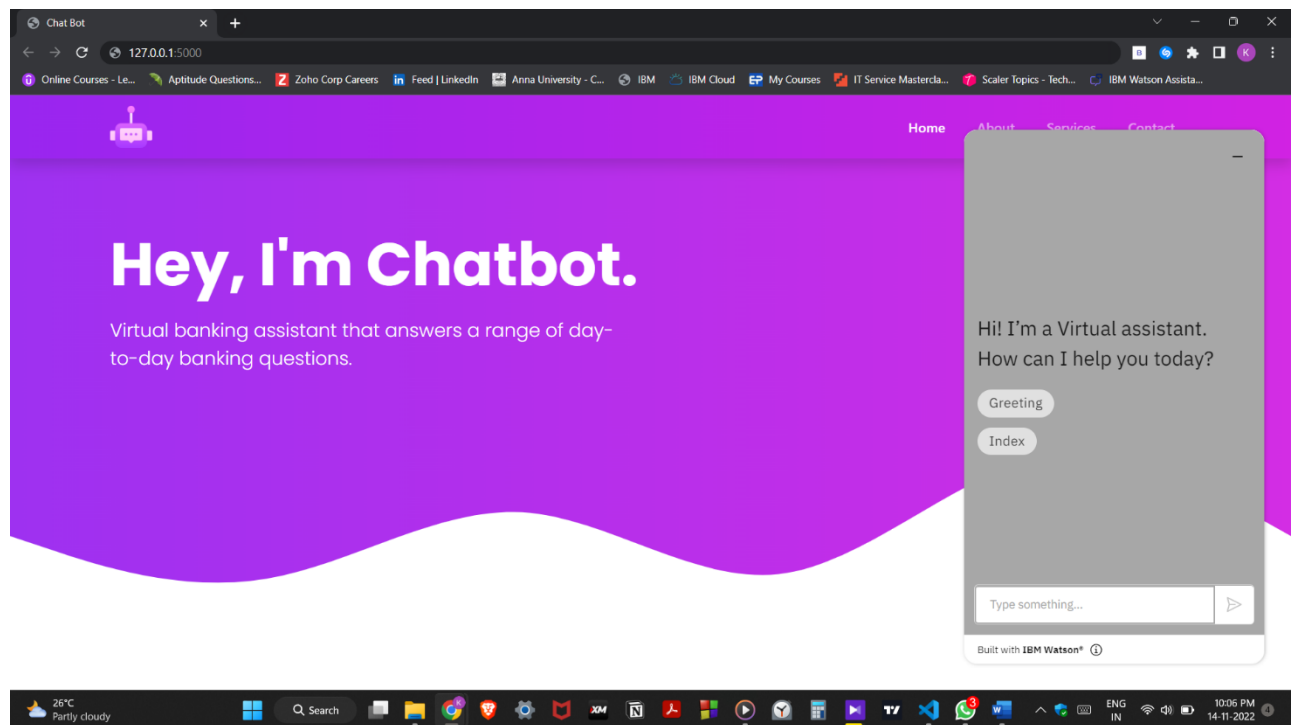 Chat Bot
127.0.0.1:5000
Online Courses - Le... Aptitude Questions... Zoho Corp Careers Feed | LinkedIn Anna University - C... IBM IBM Cloud My Courses IT Service Mastercla... Scaler Topics - Tech... IBM Watson Assista...
Home About Services Contact
Hey, I'm Chatbot.
Virtual banking assistant that answers a range of day-
to-day banking questions.
Hi! I'm a Virtual assistant.
How can I help you today?
Greeting
Index
Type something...
Built with IBM Watson®
26°C
Partly cloudy
Search
ENG
IN
10:06 PM
14-11-2022